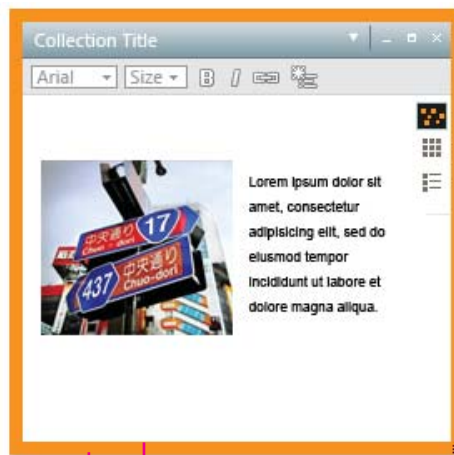 Collection Title
Arial Size B I
中央通り 17
Chuo-dori
437 中央通り
Chuo-dori
Lorem ipsum dolor sit
amet, consectetur
adipisicing elit, sed do
eiusmod tempor
incididunt ut labore et
dolore magna aliqua.